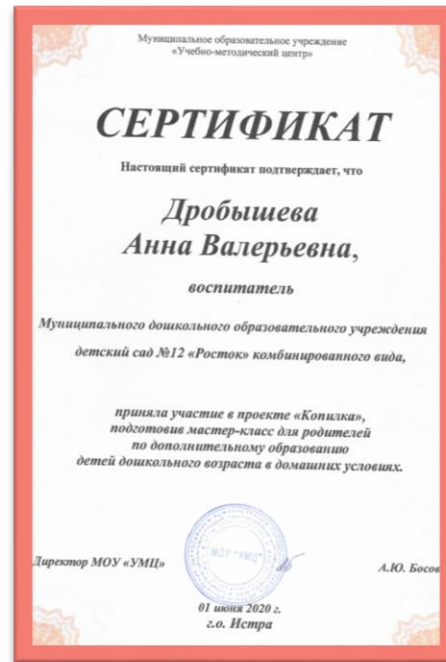 Муниципальное образовательное учреждение
«Учебно-методический центр»
СЕРТИФИКАТ
Настоящий сертификат подтверждает, что
Дробышева
Анна Валерьевна,
воспитатель
Муниципального дошкольного образовательного учреждения
детский сад №12 «Росток» комбинированного вида,
приняла участие в проекте «Копилка»,
подготовив мастер-класс для родителей
по дополнительному образованию
детей дошкольного возраста в домашних условиях.
МОУ "УМЦ"
Директор МОУ «УМЦ»
А.Ю. Босов
01 июня 2020 г.
г.о. Истра